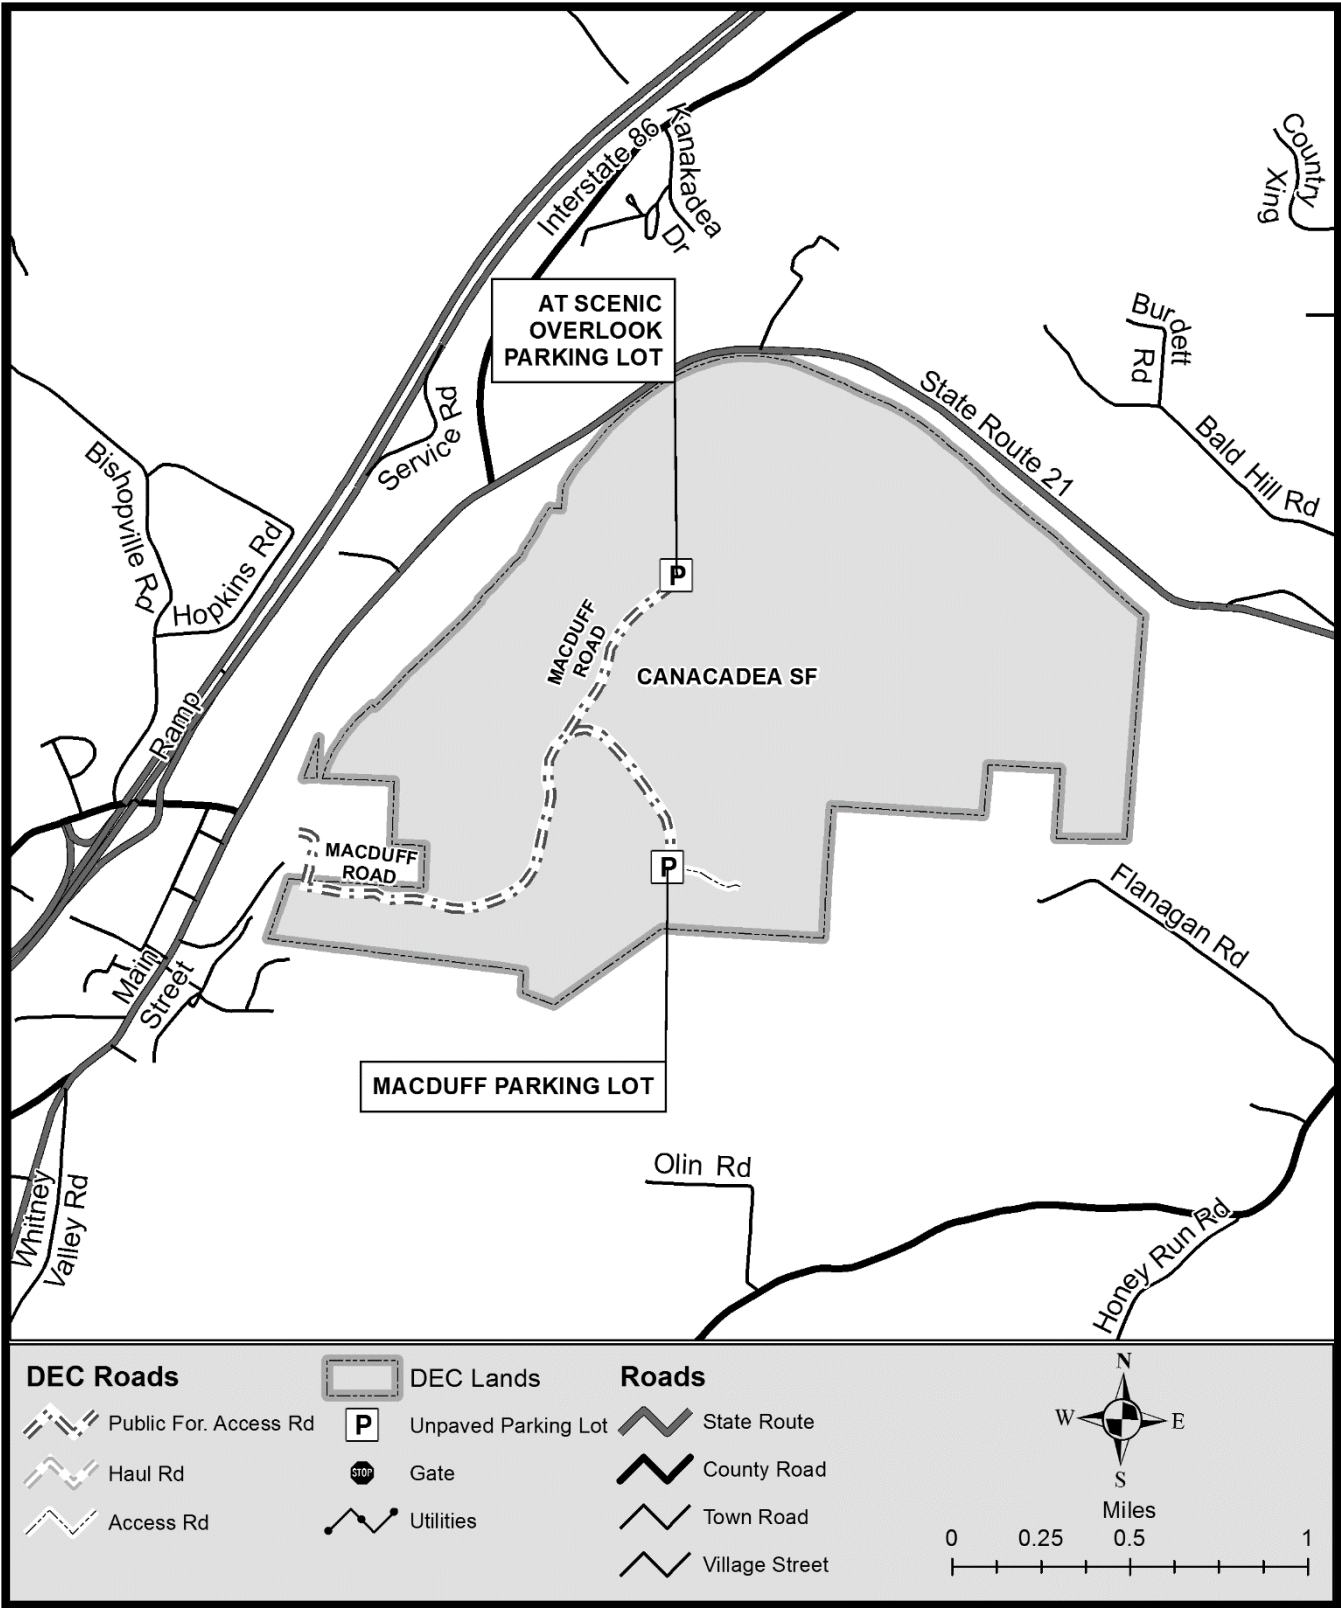 Interstate 86
Kanakadea
Dr
Country
Xing
AT SCENIC
OVERLOOK
PARKING LOT
Burdett
Rd
State Route 21
Service Rd
Bald Hill Rd
Bishopville Rd
Hopkins Rd
P
MACDUFF
ROAD
CANACADEA SF
Ramp
MACDUFF
ROAD
P
Flanagan Rd
Main
Street
MACDUFF PARKING LOT
Olin Rd
Whitney
Valley Rd
Honey Run Rd
DEC Roads
Public For. Access Rd
Haul Rd
Access Rd
DEC Lands
P
Unpaved Parking Lot
STOP
Gate
Utilities
Roads
State Route
County Road
Town Road
Village Street
N
W
E
S
Miles
0 0.25 0.5 1